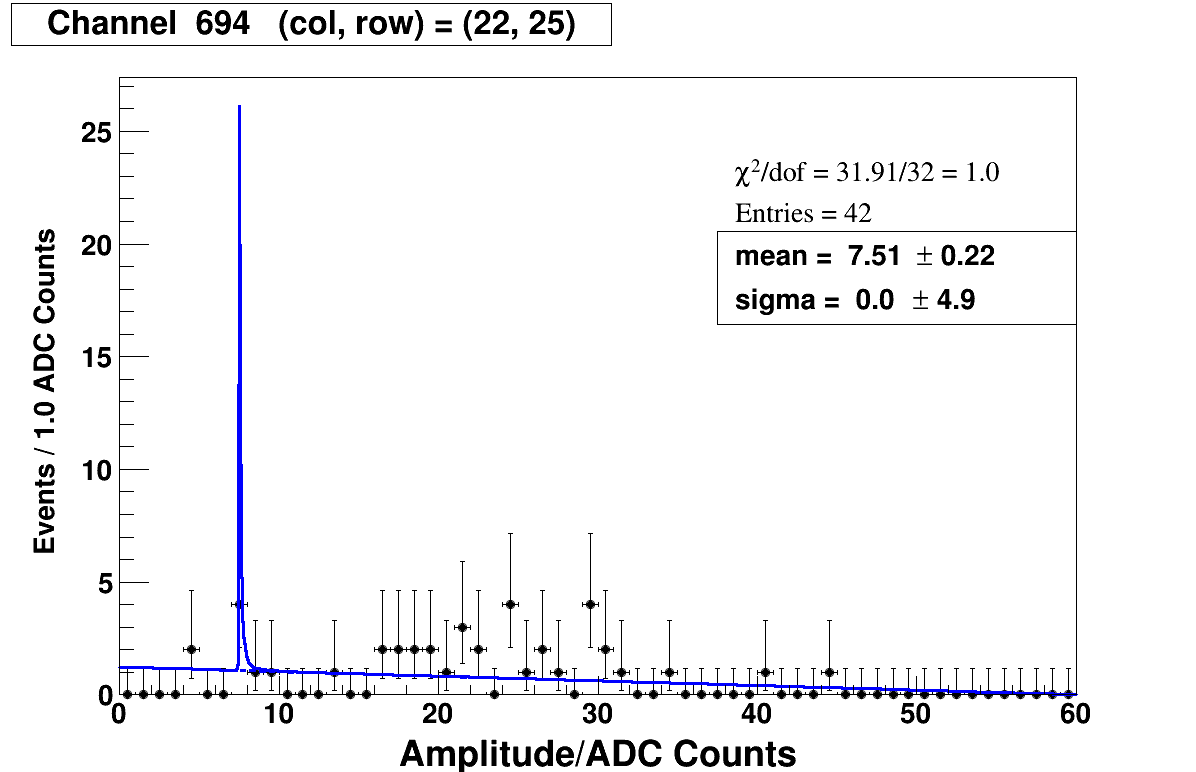 Channel 694 (col, row) = (22, 25)
χ²/dof = 31.91/32 = 1.0
Entries = 42
mean = 7.51 ± 0.22
sigma = 0.0 ± 4.9
Events / 1.0 ADC Counts
25
20
15
10
5
0
0 10 20 30 40 50 60
Amplitude/ADC Counts